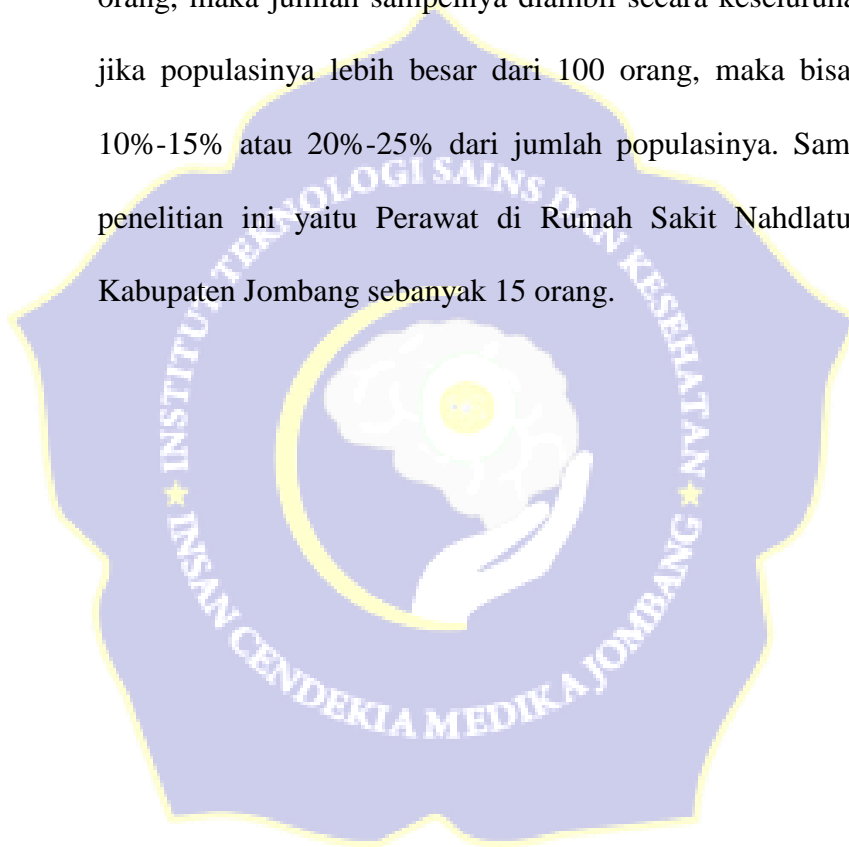 orang, maka jumlah sampelnya diambil secara
jika populasinya lebih besar dari 100 orang, maka bisa
10%-15% atau 20%-25% dari jumlah populasinya. Sam
penelitian ini yaitu Perawat di Rumah Sakit Nahdlatu
Kabupaten Jombang sebanyak 15 orang.
INSTITUT TEKNOLOGI SAINS DAN KESEHATAN
INSAN CENDEKIA MEDIKA JOMBANG